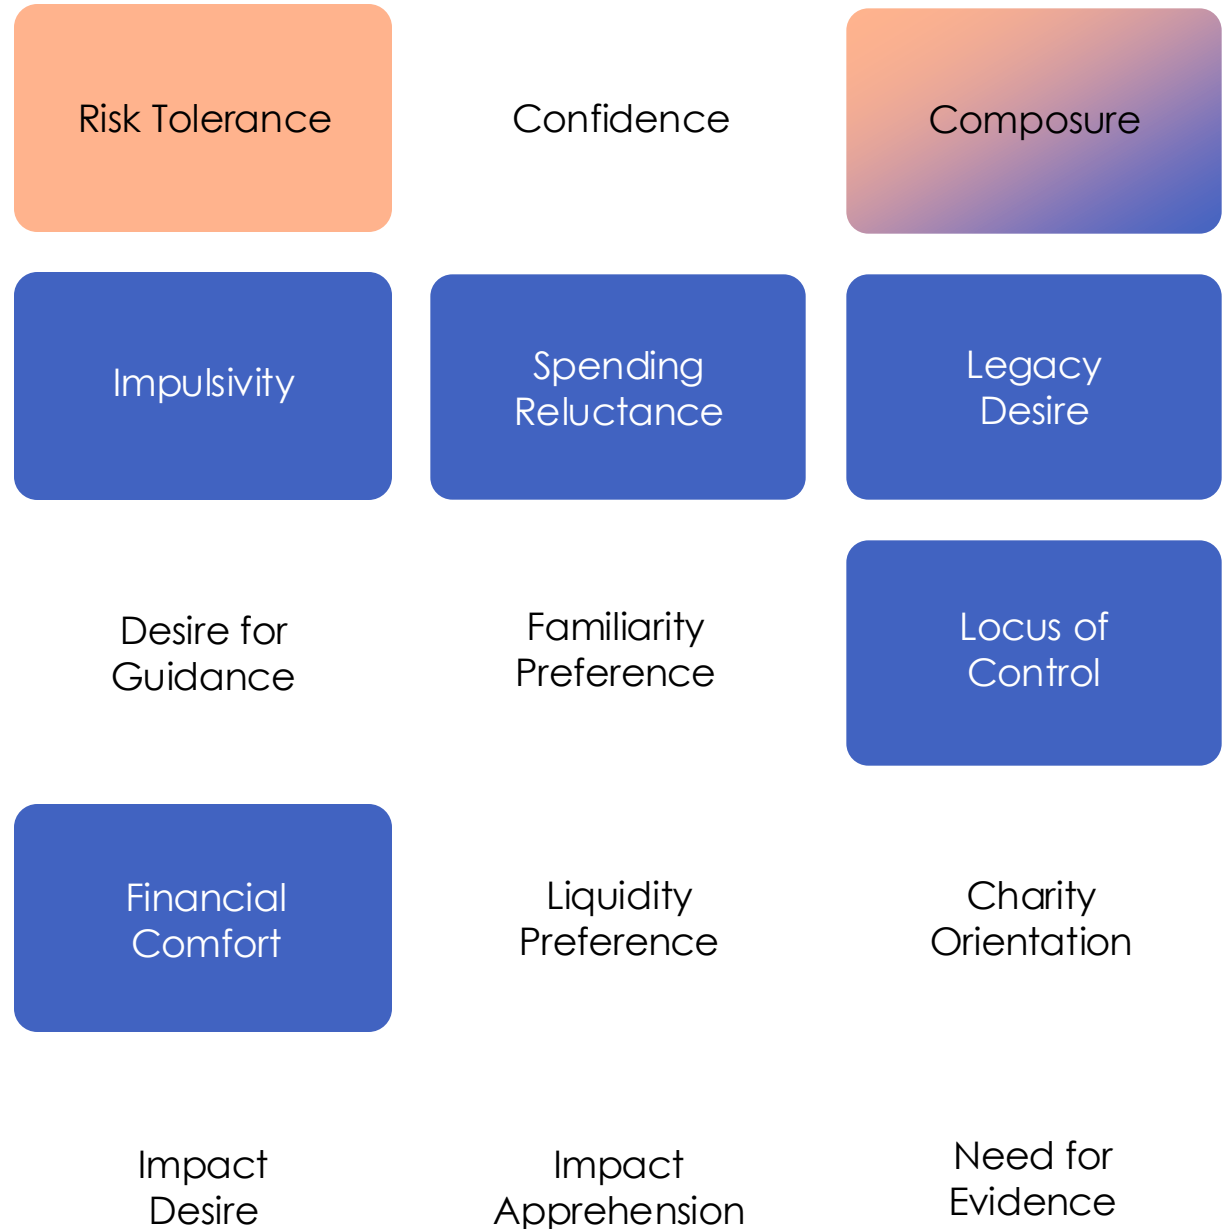 Risk Tolerance
Confidence
Composure
Impulsivity
Spending
Reluctance
Legacy
Desire
Desire for
Guidance
Familiarity
Preference
Locus of
Control
Financial
Comfort
Liquidity
Preference
Charity
Orientation
Impact
Desire
Impact
Apprehension
Need for
Evidence